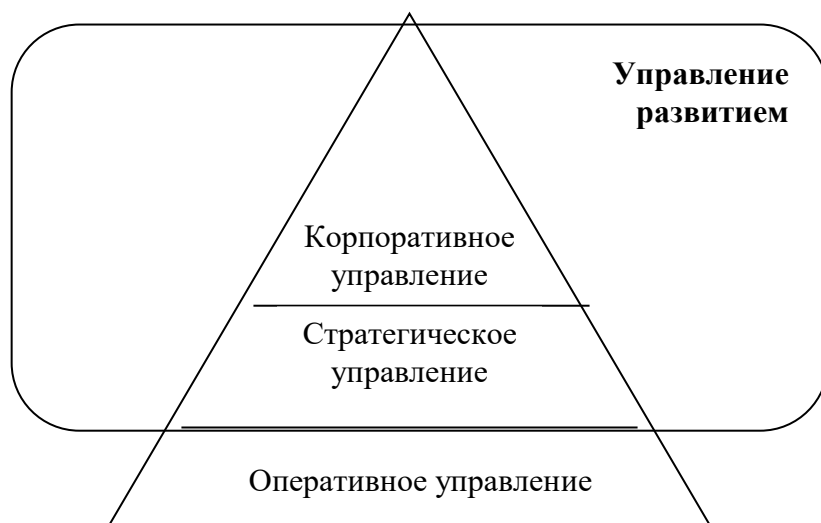 Управление
развитием
Корпоративное
управление
Стратегическое
управление
Оперативное управление